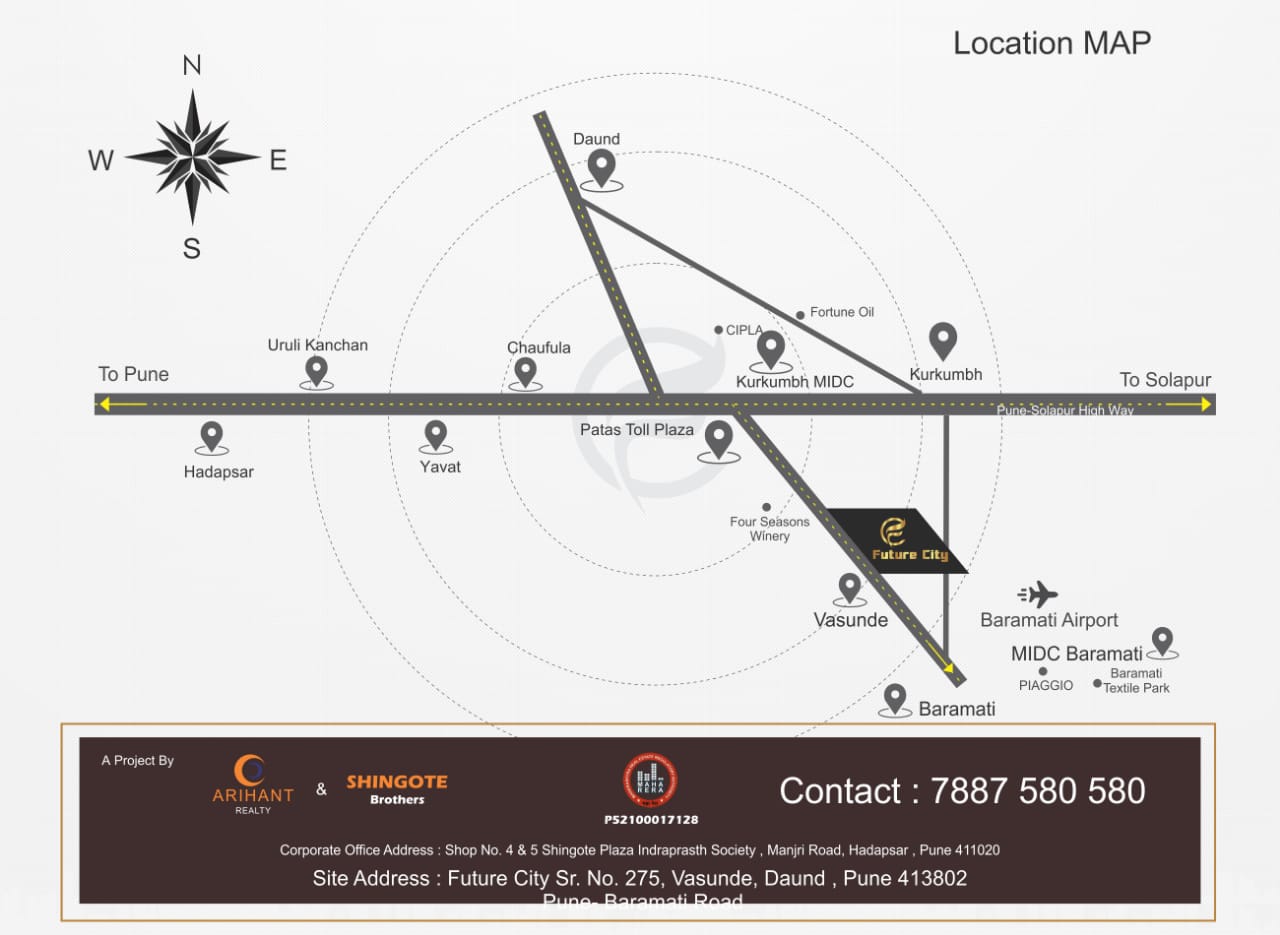 Location MAP
N
W
E
S
Daund
Fortune Oil
CIPLA
Uruli Kanchan
Chaufula
Kurkumbh MIDC
Kurkumbh
To Pune
To Solapur
Pune-Solapur High Way
Patas Toll Plaza
Hadapsar
Yavat
Four Seasons
Winery
Future City
Vasunde
Baramati Airport
MIDC Baramati
PIAGGIO
Baramati
Textile Park
Baramati
A Project By
ARIHANT
REALTY
&
SHINGOTE
Brothers
MAHA
RERA
P52100017128
Contact : 7887 580 580
Corporate Office Address : Shop No. 4 & 5 Shingote Plaza Indraprasth Society , Manjri Road, Hadapsar , Pune 411020
Site Address : Future City Sr. No. 275, Vasunde, Daund , Pune 413802
Pune- Baramati Road